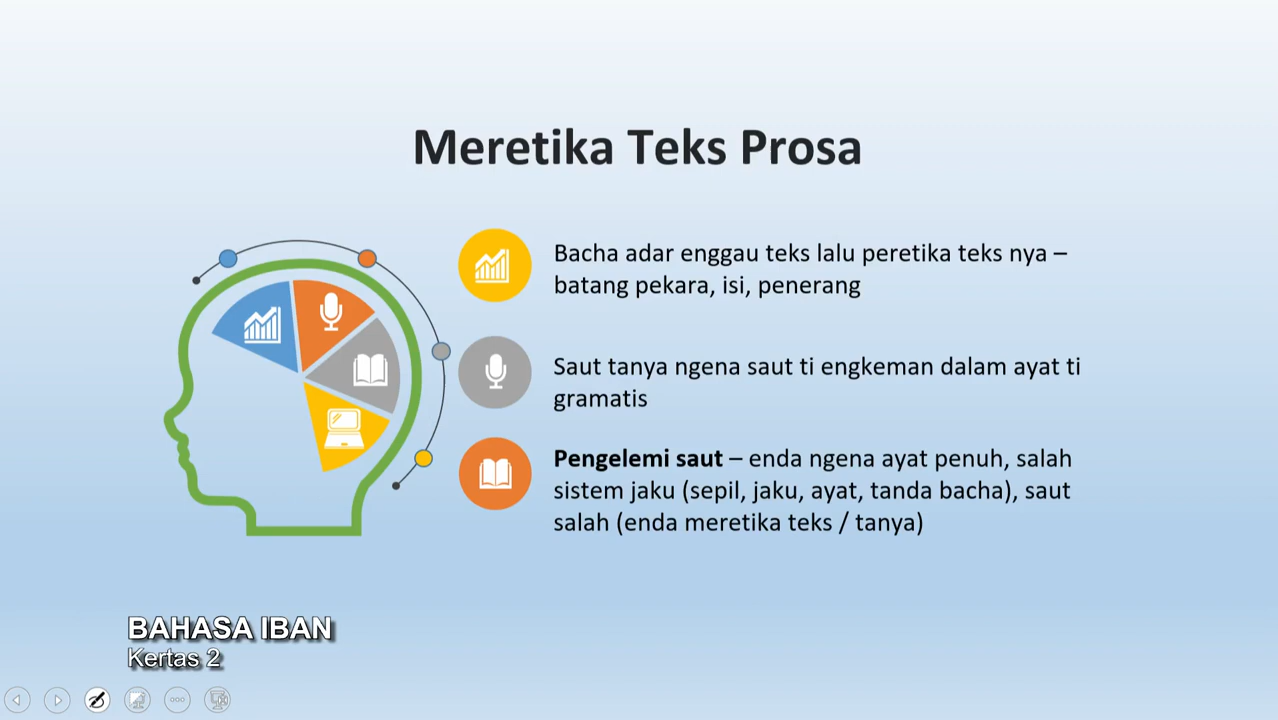 Meretika Teks Prosa
Bacha adar enggau teks lalu peretika teks nya –
batang pekara, isi, penerang
Saut tanya ngena saut ti engkeman dalam ayat ti
gramatis
Pengelemi saut – enda ngena ayat penuh, salah
sistem jaku (sepil, jaku, ayat, tanda bacha), saut
salah (enda meretika teks / tanya)
BAHASA IBAN
Kertas 2